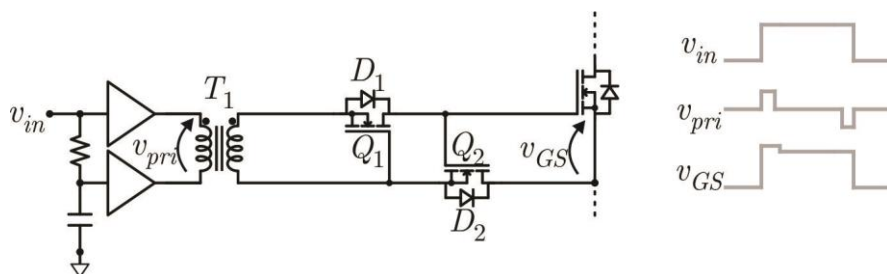 v_in
T_1
v_pri
D_1
Q_1
Q_2
D_2
v_GS
v_in
v_pri
v_GS